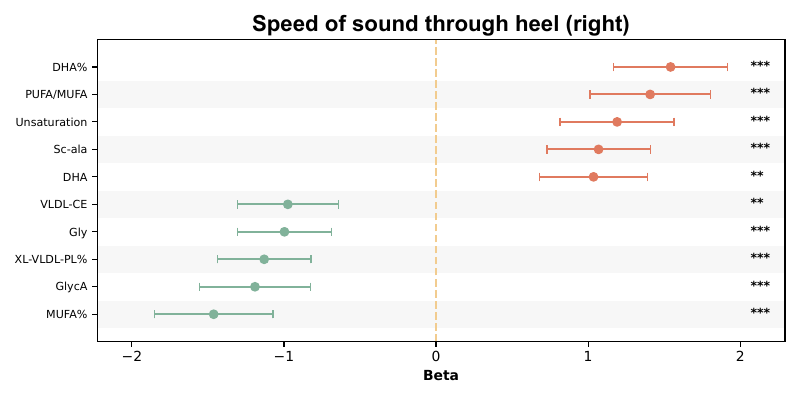 Speed of sound through heel (right)
DHA% ***
PUFA/MUFA ***
Unsaturation ***
Sc-ala ***
DHA **
VLDL-CE **
Gly ***
XL-VLDL-PL% ***
GlycA ***
MUFA% ***
−2 −1 0 1 2
Beta